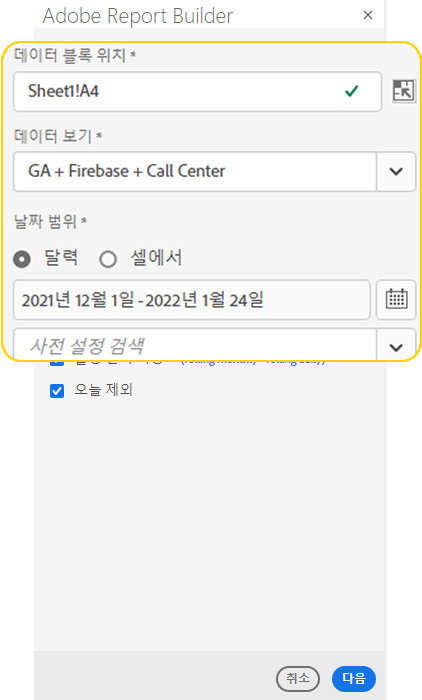 Adobe Report Builder
데이터 블록 위치 *
Sheet1!A4
데이터 보기 *
GA + Firebase + Call Center
날짜 범위 *
달력 셀에서
2021년 12월 1일 - 2022년 1월 24일
사전 설정 검색
오늘 제외
취소 다음